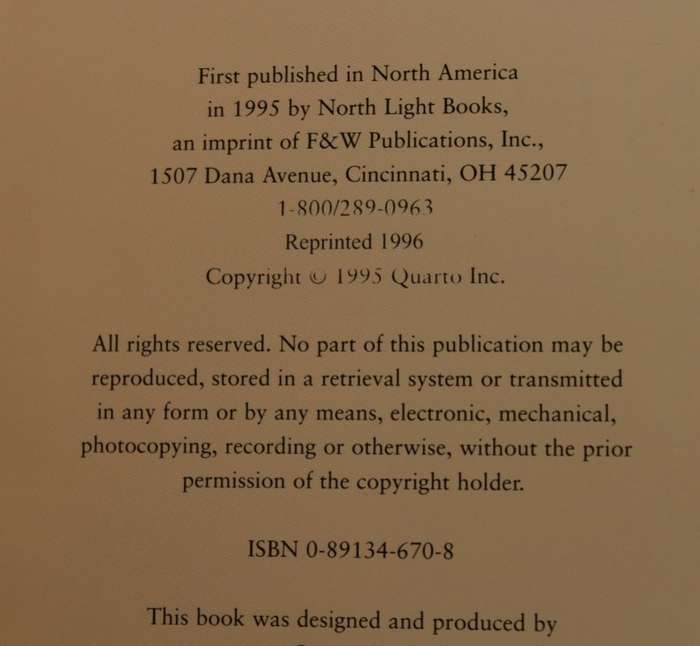 First published in North America
in 1995 by North Light Books,
an imprint of F&W Publications, Inc.,
1507 Dana Avenue, Cincinnati, OH 45207
1-800/289-0963
Reprinted 1996
Copyright © 1995 Quarto Inc.
All rights reserved. No part of this publication may be
reproduced, stored in a retrieval system or transmitted
in any form or by any means, electronic, mechanical,
photocopying, recording or otherwise, without the prior
permission of the copyright holder.
ISBN 0-89134-670-8
This book was designed and produced by